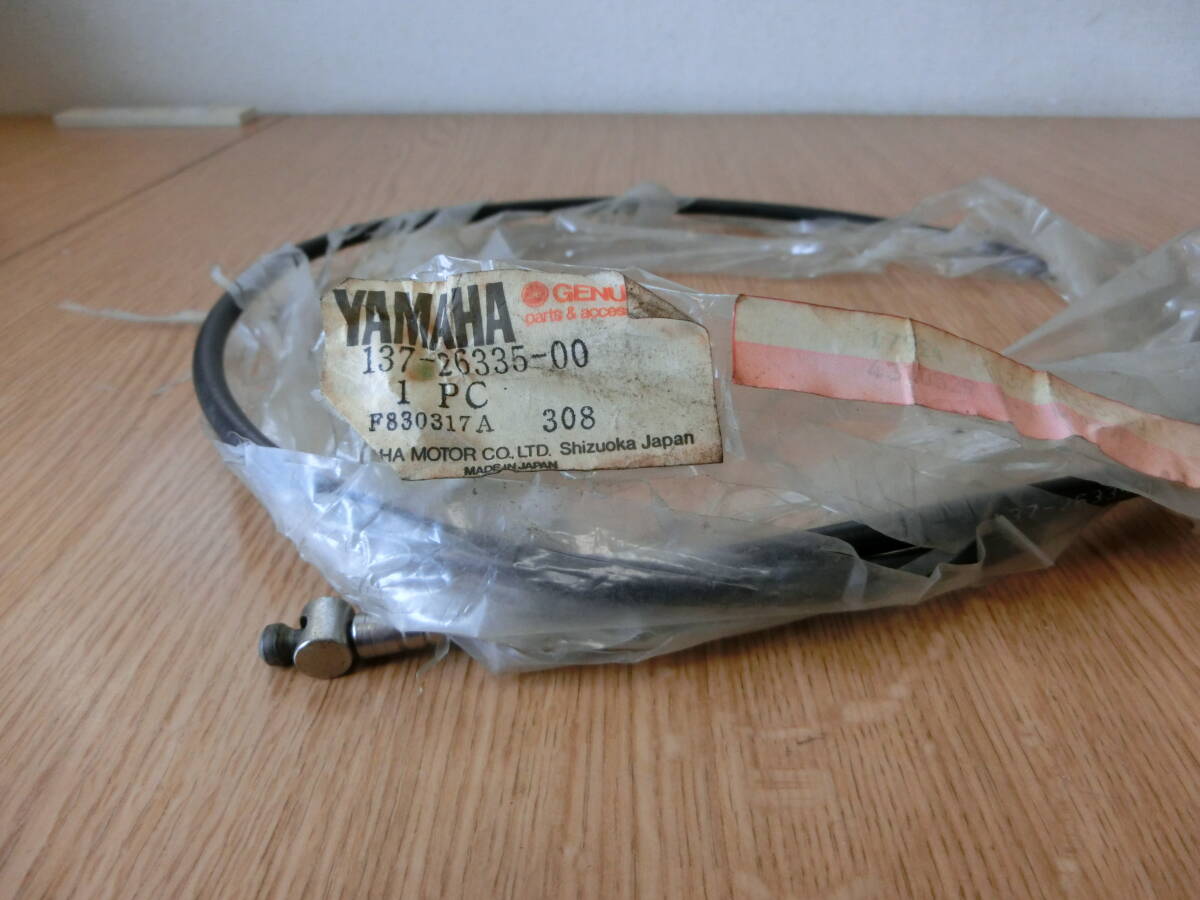 YAMAHA
GENU
parts & access
137-26335-00
1 PC
F830317A 308
HA MOTOR CO.,LTD. Shizuoka Japan
MADE IN JAPAN